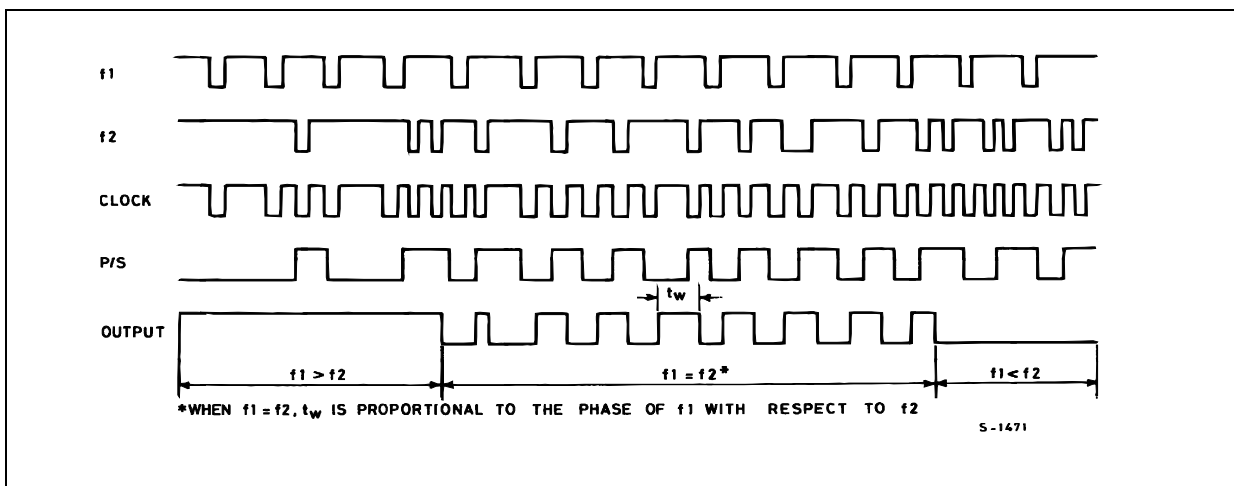 f1
f2
CLOCK
P/S
tw
OUTPUT
f1 > f2
f1 = f2*
f1 < f2
*WHEN f1 = f2, tw IS PROPORTIONAL TO THE PHASE OF f1 WITH RESPECT TO f2
S-1471